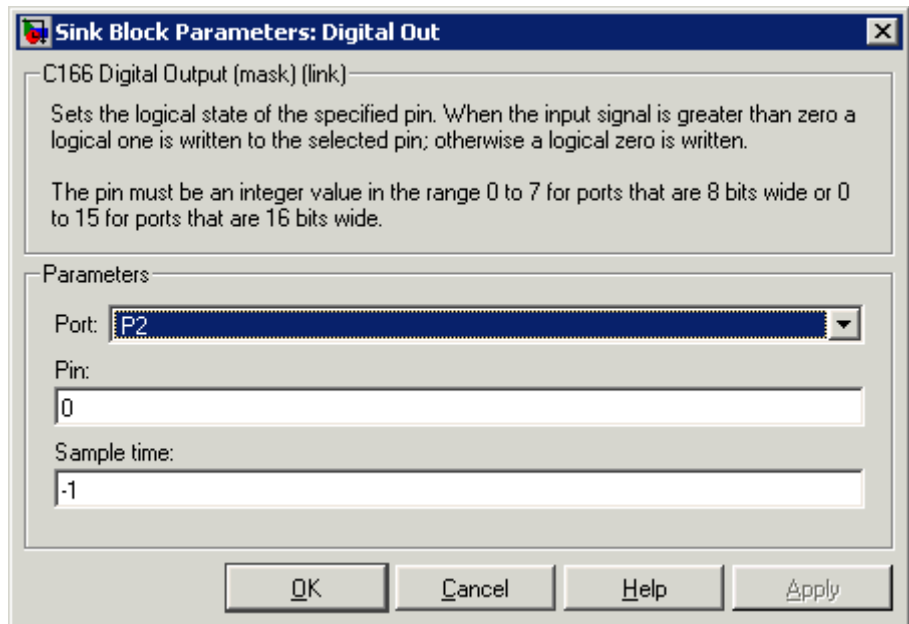 Sink Block Parameters: Digital Out
C166 Digital Output (mask) (link)
Sets the logical state of the specified pin. When the input signal is greater than zero a
logical one is written to the selected pin; otherwise a logical zero is written.
The pin must be an integer value in the range 0 to 7 for ports that are 8 bits wide or 0
to 15 for ports that are 16 bits wide.
Parameters
Port: P2
Pin:
0
Sample time:
-1
OK Cancel Help Apply